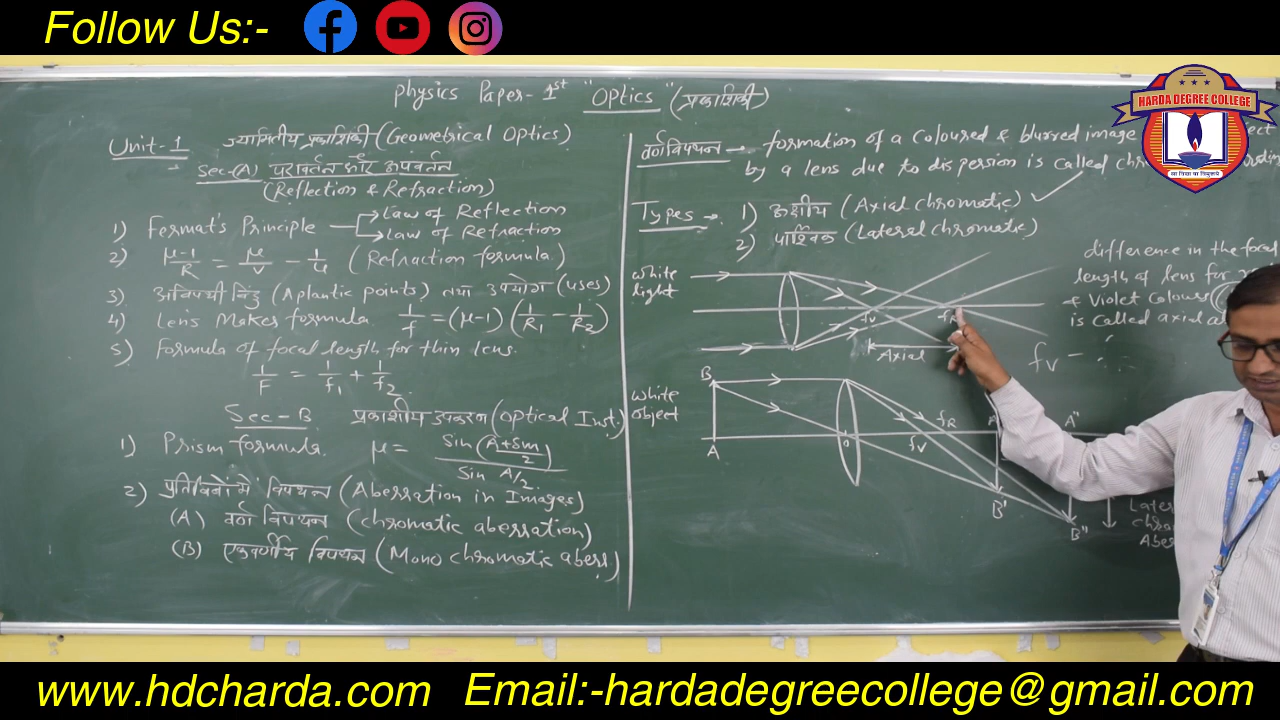 Follow Us:-
Physics Paper-1st "Optics" (प्रकाशिकी)
Unit-1 ज्यामितीय प्रकाशिकी (Geometrical Optics)
Sec-(A) परावर्तन और अपवर्तन
(Reflection & Refraction)
1) Fermat's Principle → Law of Reflection
→ Law of Refraction
2) μ-1/R = μ/v - 1/u (Refraction formula)
3) अविपथी बिंदु (Aplantic points) तथा उपयोग (uses)
4) Lens Makers formula 1/f = (μ-1) (1/R1 - 1/R2)
5) formula of focal length for thin lens.
1/F = 1/f1 + 1/f2
Sec-B प्रकाशीय उपकरण (Optical Inst.)
1) Prism formula. μ = Sin (A+δm/2) / Sin A/2.
2) प्रतिबिंबों में विपथन (Aberration in Images)
(A) वर्ण विपथन (chromatic aberration)
(B) एकवर्णीय विपथन (Mono chromatic aberr.)
वर्ण विपथन → formation of a coloured & blurred image
by a lens due to dispersion is called
Types → 1) अक्षीय (Axial chromatic) ✓
2) पार्श्विक (Lateral chromatic)
white light
fv
Axial
difference in the focal
length of lens for
& Violet colours
is called axial
fv -
white object
B
A
o
fR
fv
A'
A"
B'
B"
HARDA DEGREE COLLEGE
www.hdcharda.com
Email:-hardadegreecollege@gmail.com